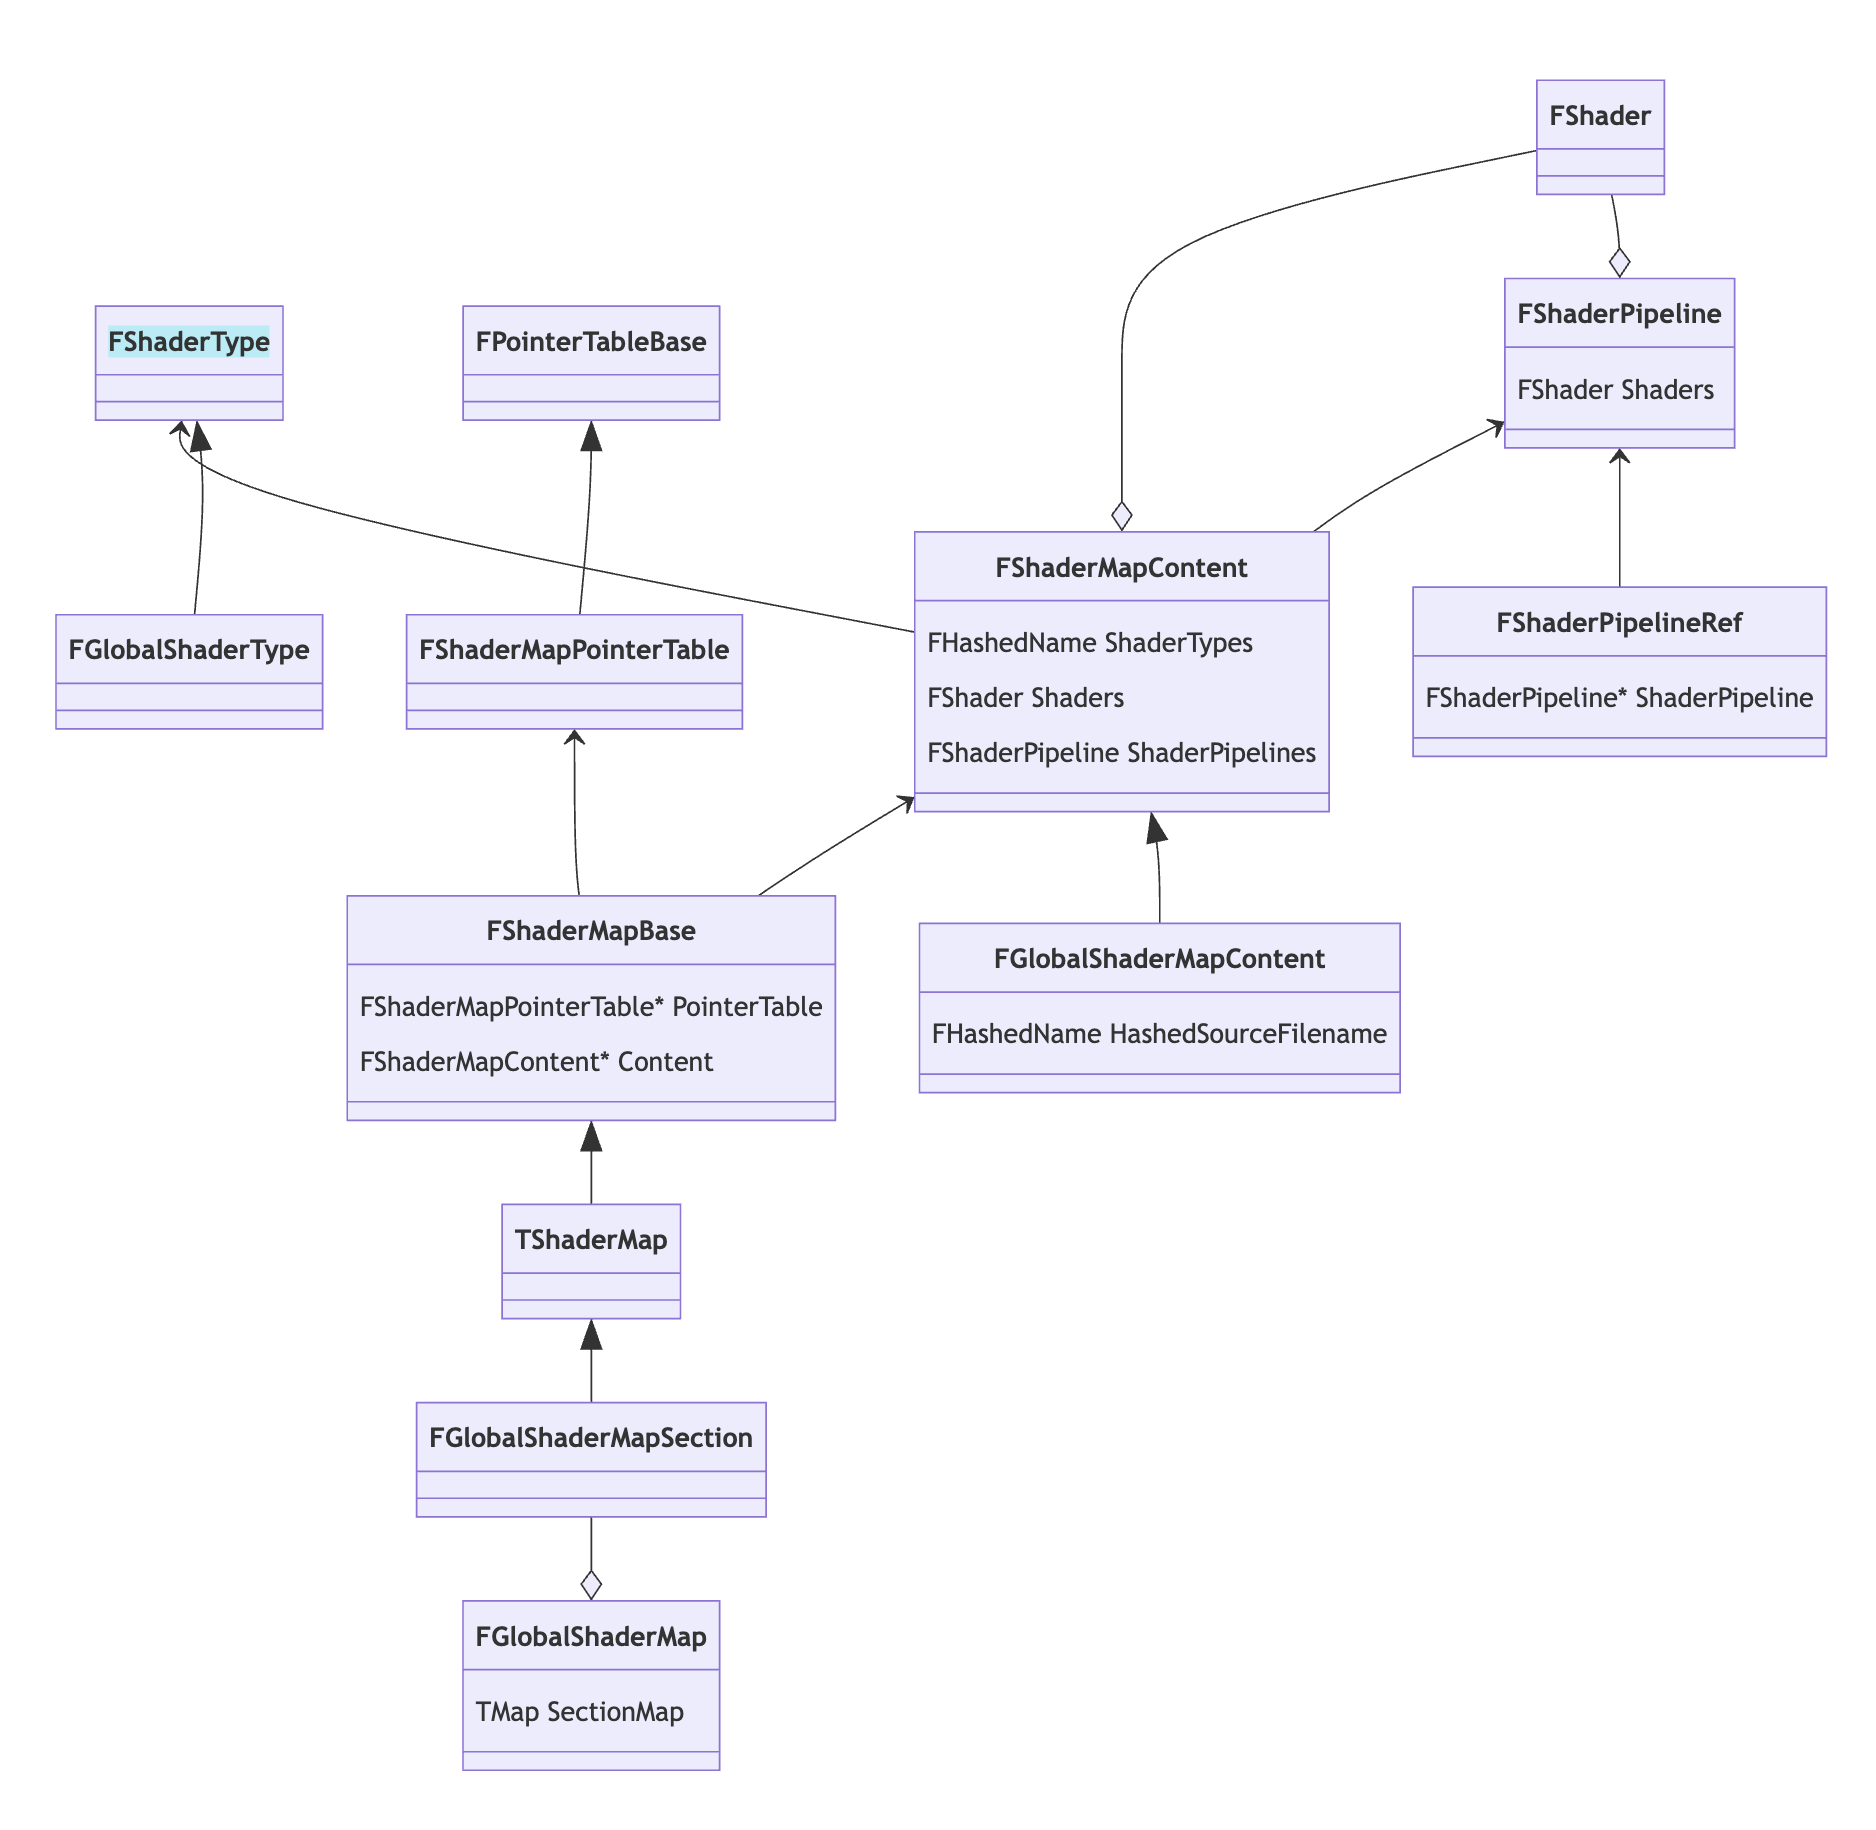 FShader
FShaderPipeline
FShader Shaders
FShaderType
FPointerTableBase
FShaderMapContent
FHashedName ShaderTypes
FShader Shaders
FShaderPipeline ShaderPipelines
FShaderPipelineRef
FShaderPipeline* ShaderPipeline
FGlobalShaderType
FShaderMapPointerTable
FShaderMapBase
FShaderMapPointerTable* PointerTable
FShaderMapContent* Content
FGlobalShaderMapContent
FHashedName HashedSourceFilename
TShaderMap
FGlobalShaderMapSection
FGlobalShaderMap
TMap SectionMap